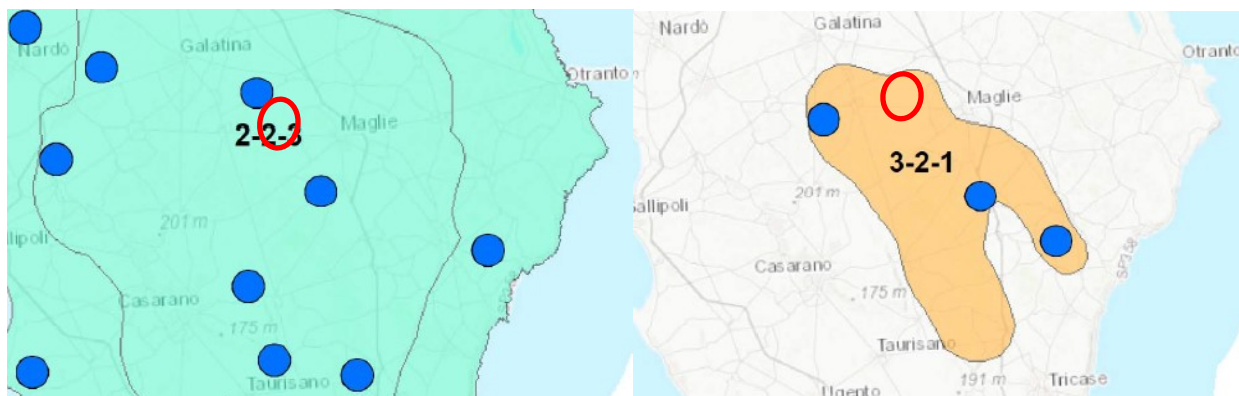 Nardò
Galatina
Otranto
2-2-3
Maglie
201 m
allipoli
Casarano
175 m
Taurisano
Nardò
Galatina
Otranto
Maglie
3-2-1
201 m
allipoli
Casarano
175 m
SP358
Taurisano
Ugento
191 m
Tricase